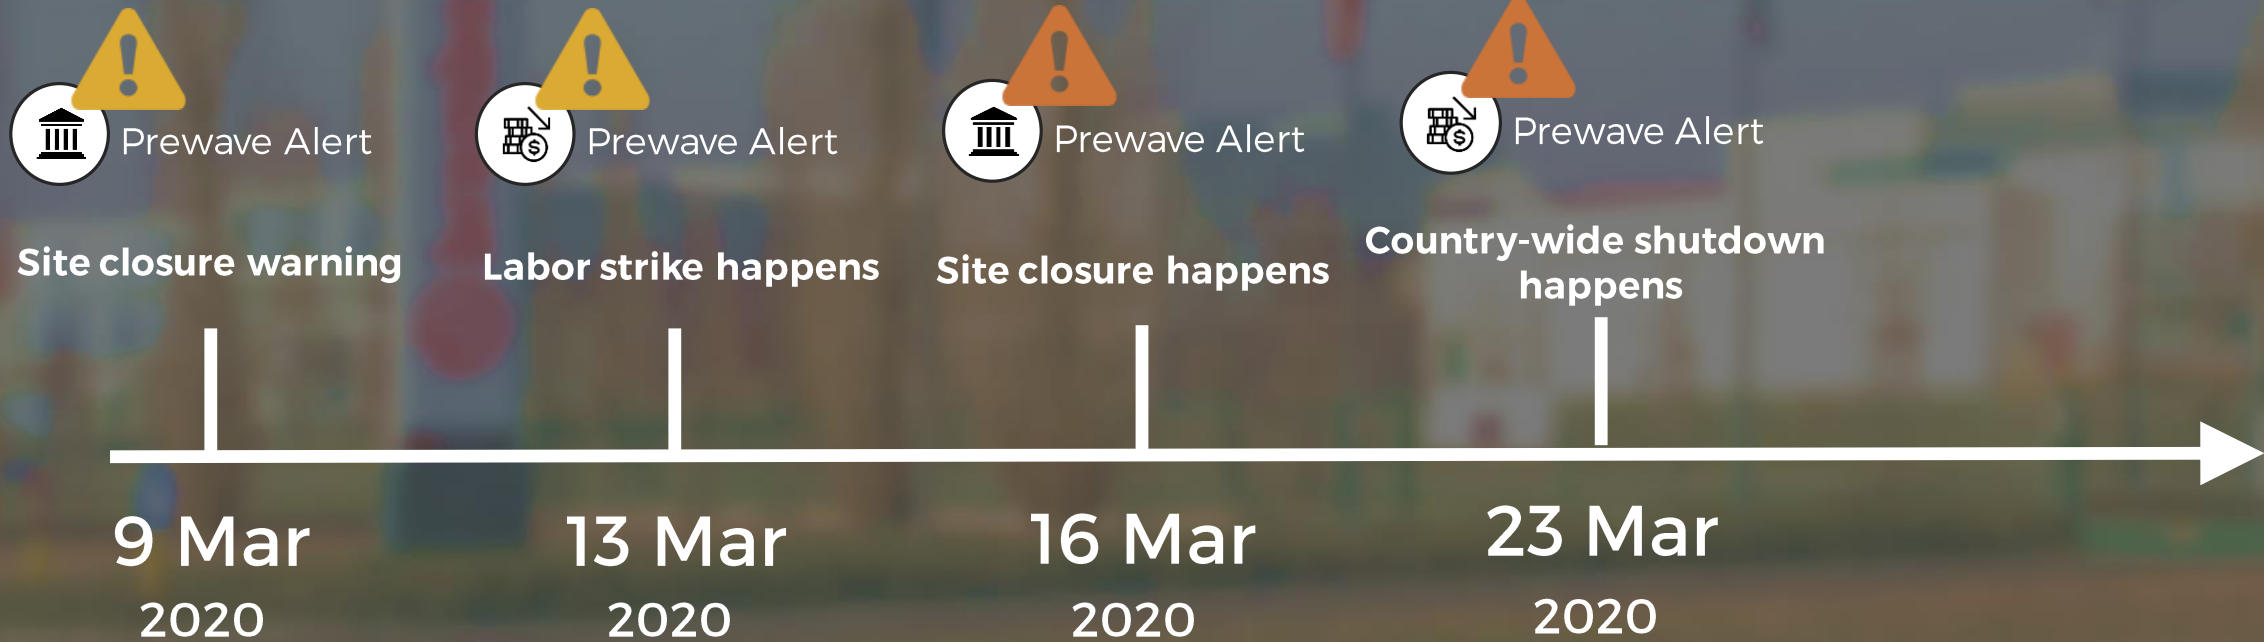 Prewave Alert
Site closure warning
9 Mar
2020
Prewave Alert
Labor strike happens
13 Mar
2020
Prewave Alert
Site closure happens
16 Mar
2020
Prewave Alert
Country-wide shutdown
happens
23 Mar
2020